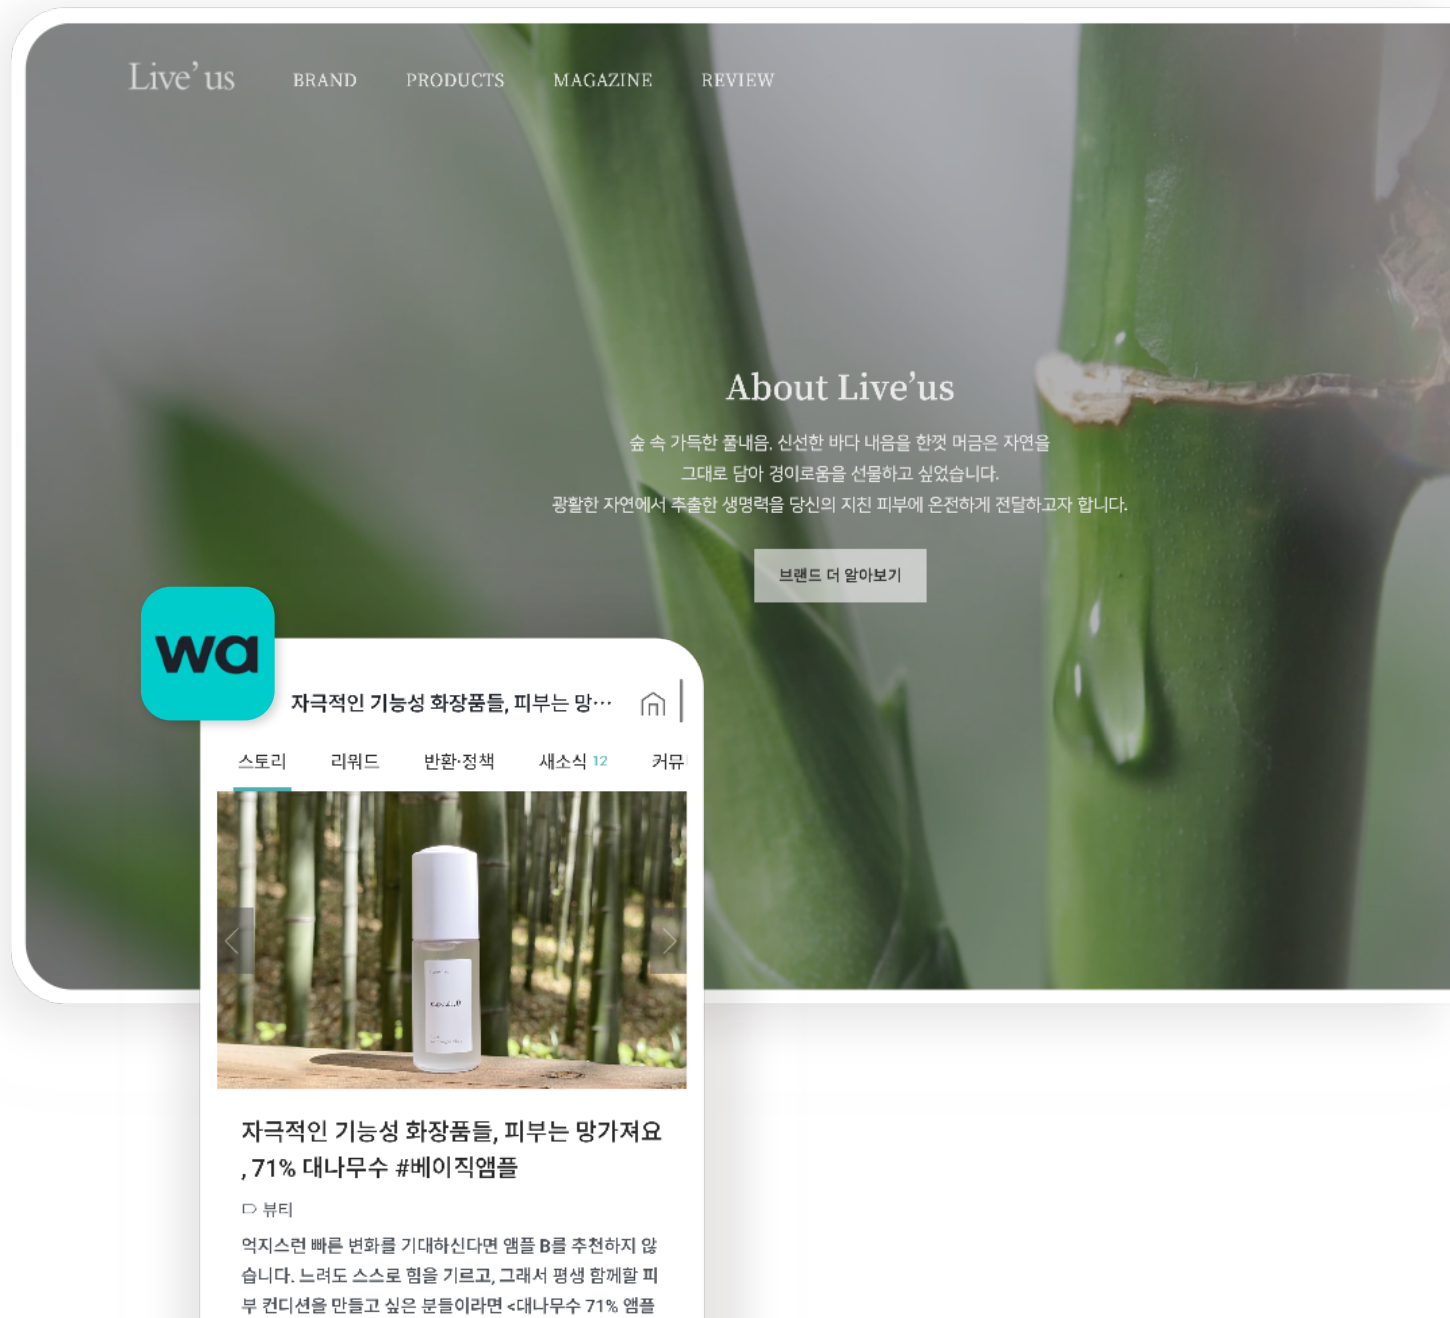 Live’us
BRAND
PRODUCTS
MAGAZINE
REVIEW
About Live’us
숲 속 가득한 풀내음, 신선한 바다 내음을 한껏 머금은 자연을
그대로 담아 경이로움을 선물하고 싶었습니다.
광활한 자연에서 추출한 생명력을 당신의 지친 피부에 온전하게 전달하고자 합니다.
브랜드 더 알아보기
wa
자극적인 기능성 화장품들, 피부는 망···
스토리
리워드
반환·정책
새소식 12
커뮤
자극적인 기능성 화장품들, 피부는 망가져요
, 71% 대나무수 #베이직앰플
뷰티
억지스런 빠른 변화를 기대하신다면 앰플 B를 추천하지 않
습니다. 느려도 스스로 힘을 기르고, 그래서 평생 함께할 피
부 컨디션을 만들고 싶은 분들이라면 <대나무수 71% 앰플